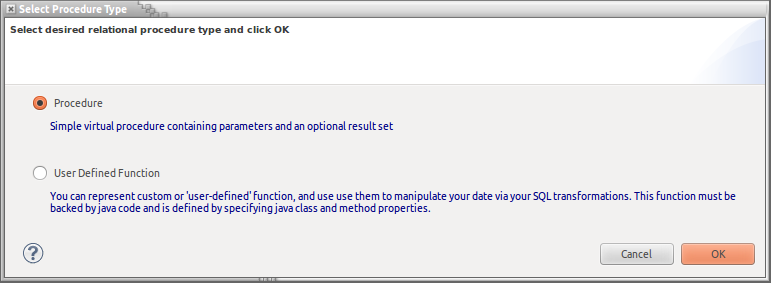 Select Procedure Type
Select desired relational procedure type and click OK
Procedure
Simple virtual procedure containing parameters and an optional result set
User Defined Function
You can represent custom or 'user-defined' function, and use use them to manipulate your date via your SQL transformations. This function must be
backed by java code and is defined by specifying java class and method properties.
?
Cancel
OK